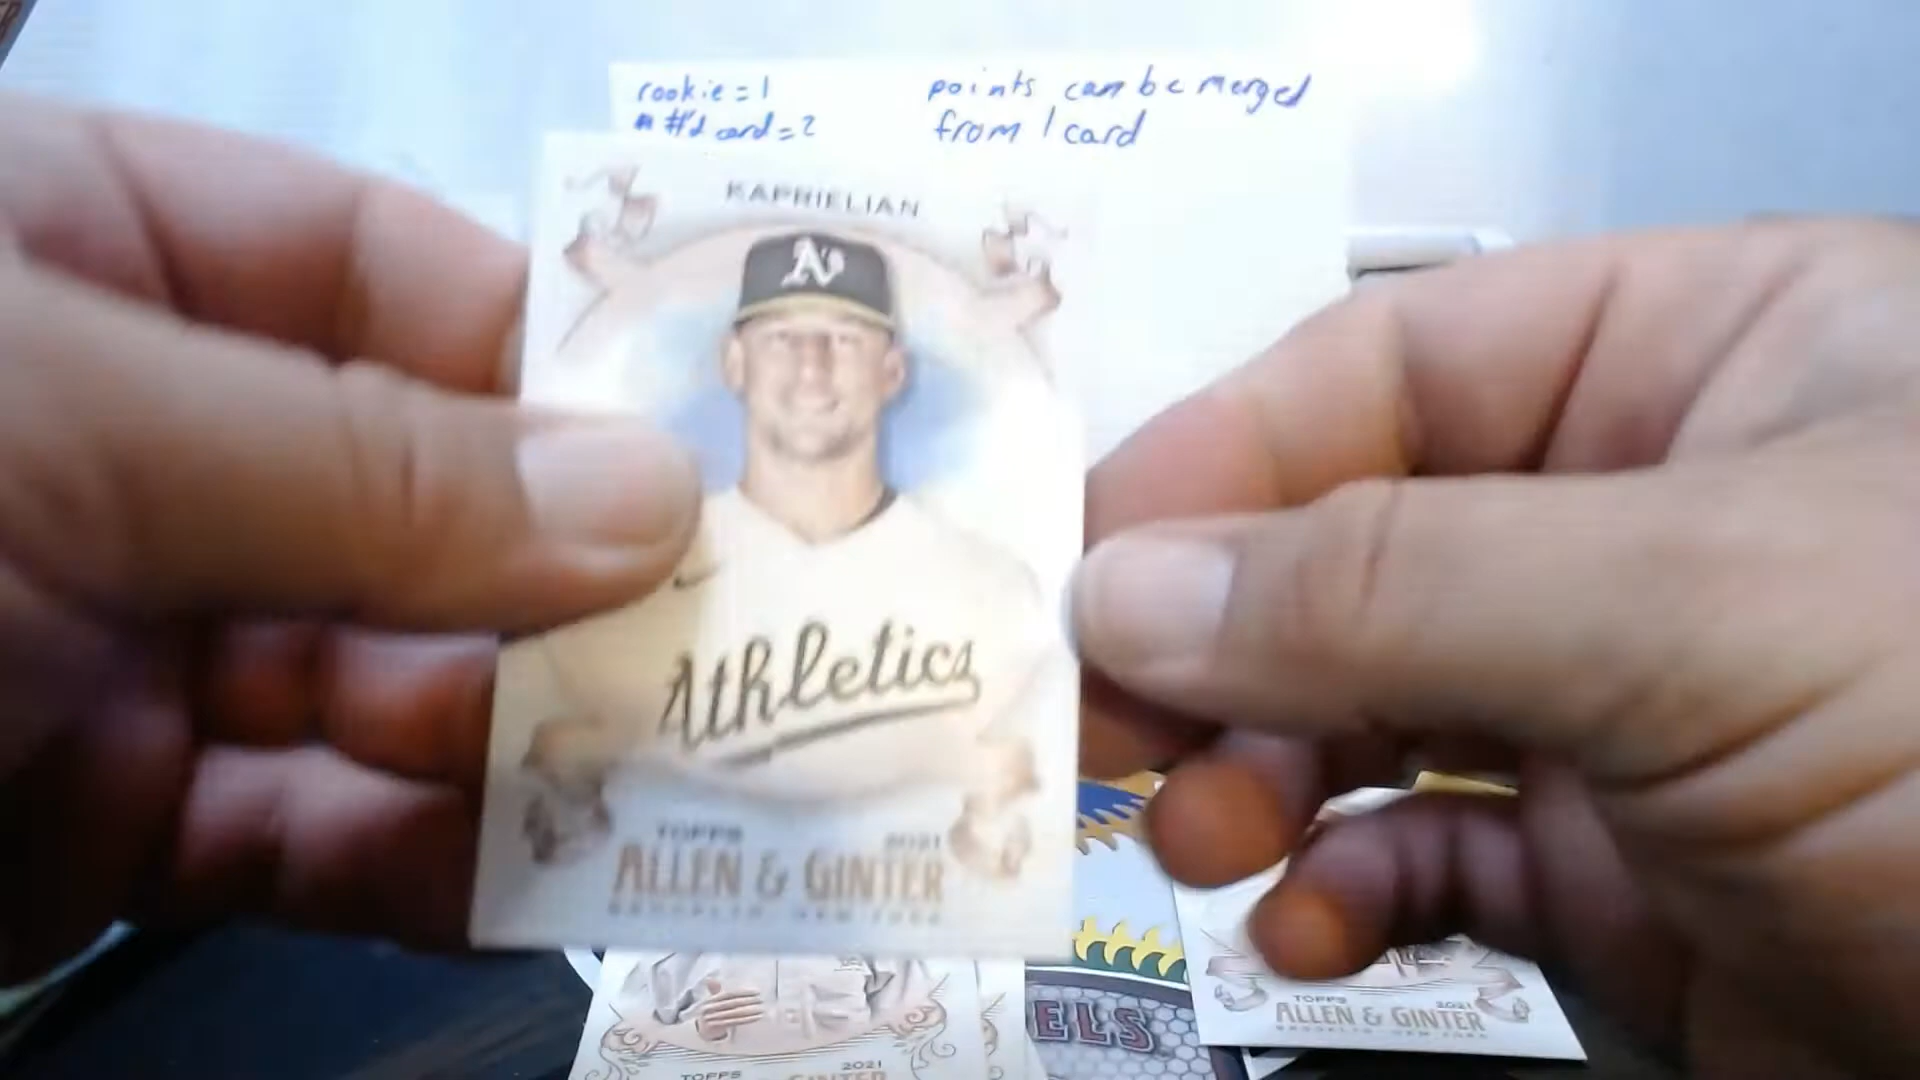 rookie = 1
#'d card = 2
points can be merged
from 1 card
KAPRIELIAN
A's
Athletics
TOPPS 2021
ALLEN & GINTER
BROOKLYN NEW YORK
ELS
TOPPS 2021
ALLEN & GINTER
BROOKLYN NEW YORK
2021
TOPPS GINTER